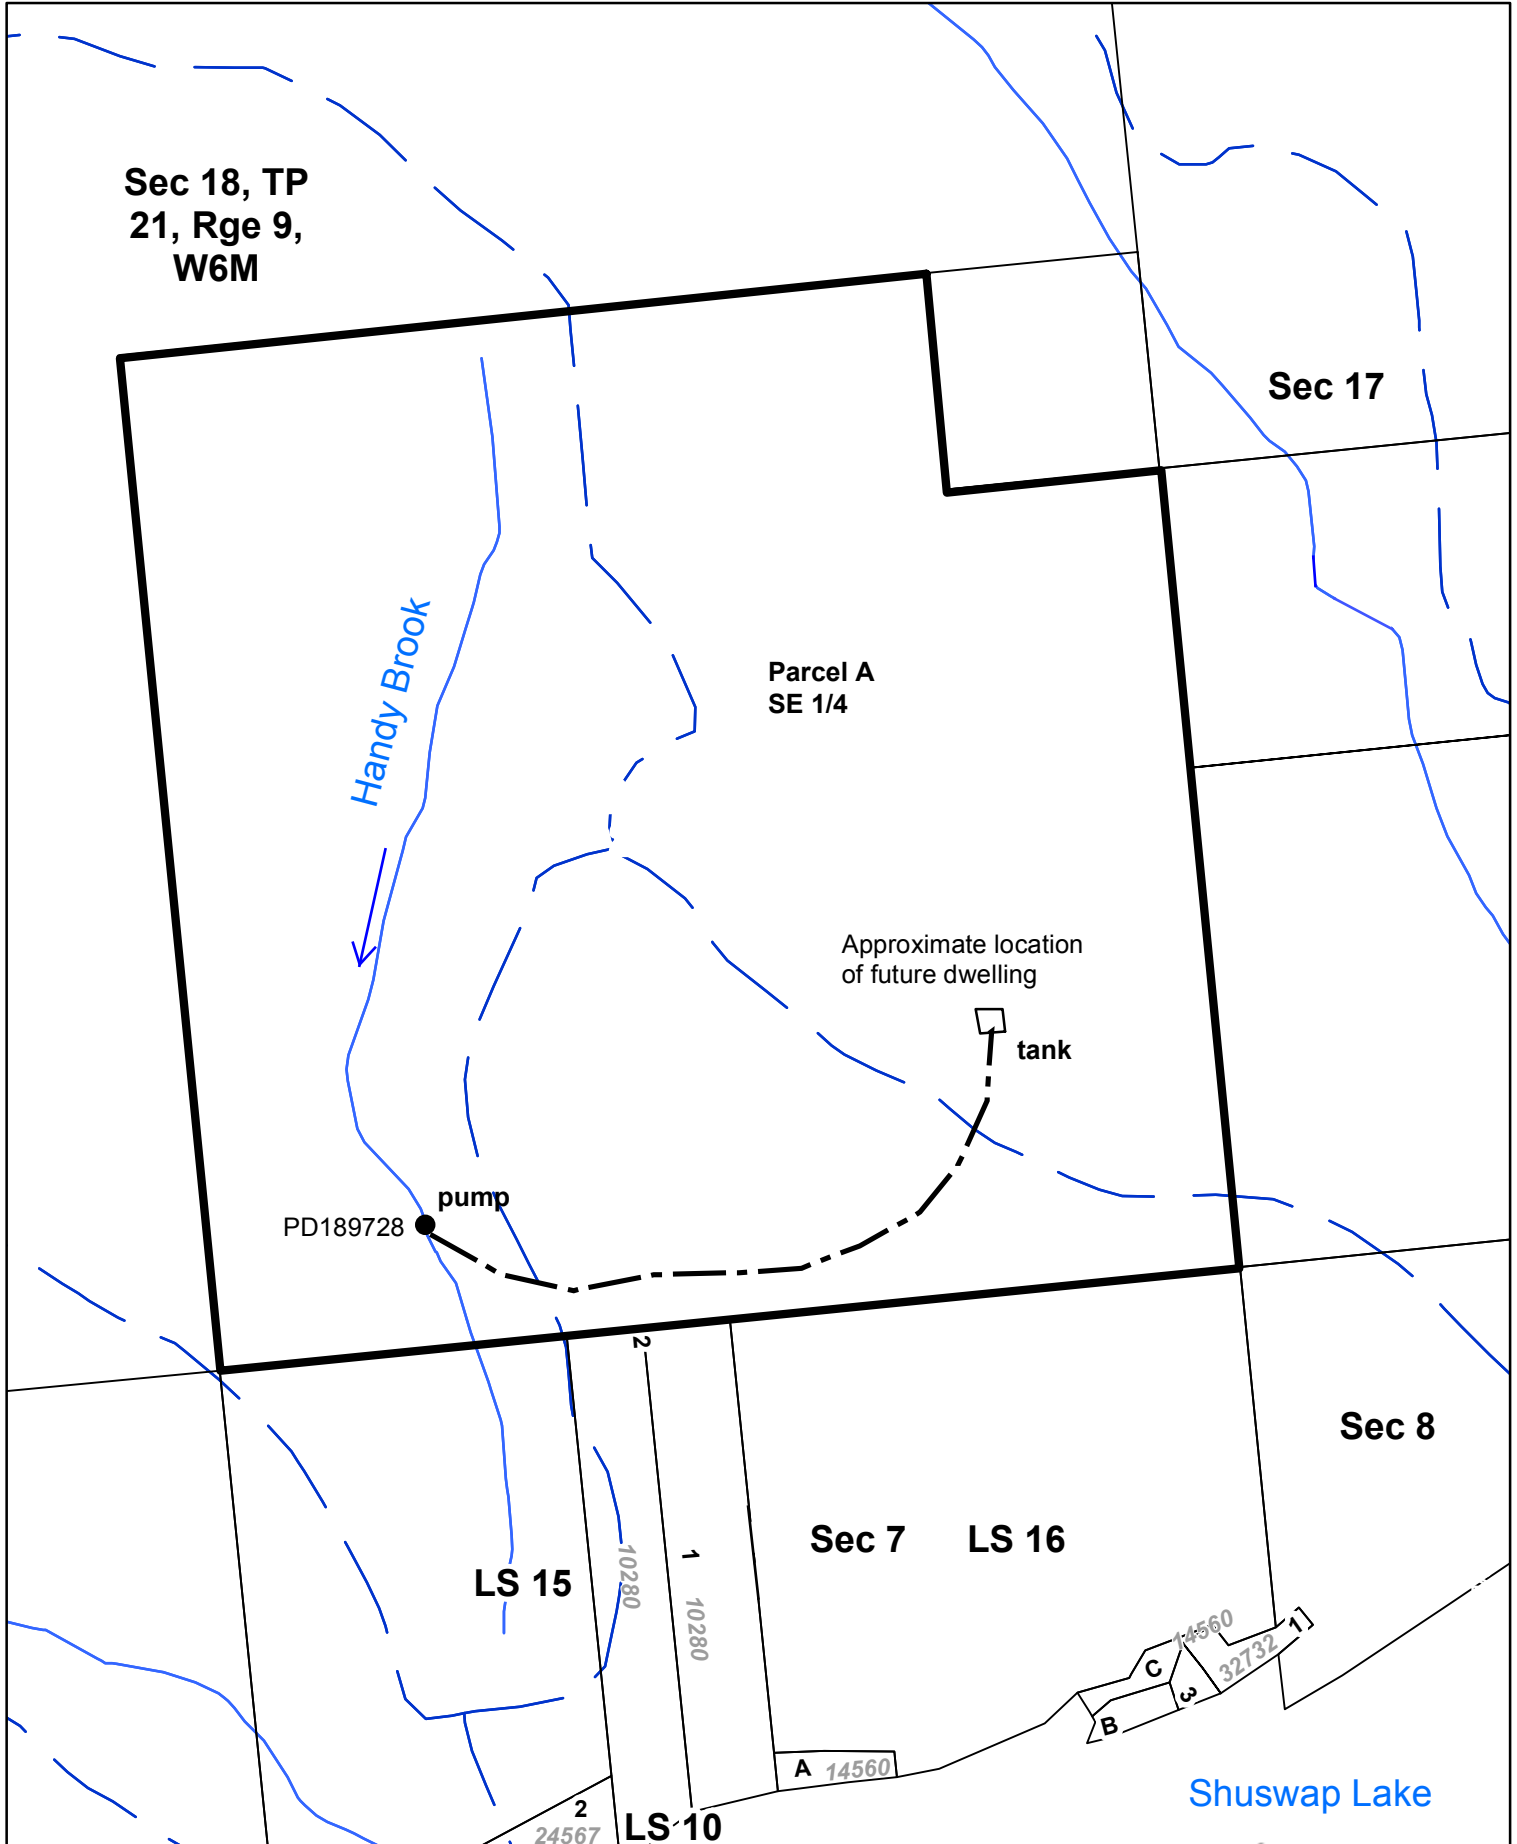 Sec 18, TP
21, Rge 9,
W6M
Sec 17
Handy Brook
Parcel A
SE 1/4
Approximate location
of future dwelling
tank
pump
PD189728
2
Sec 8
1
Sec 7
LS 16
10280
LS 15
10280
14560
1
32732
C
3
B
A
14560
Shuswap Lake
2
24567
LS 10